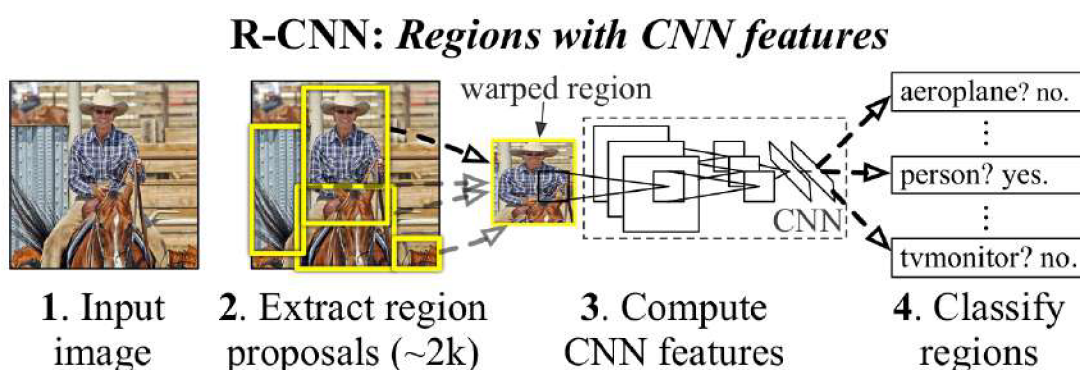 R-CNN: Regions with CNN features
warped region
aeroplane? no.
person? yes.
tvmonitor? no.
CNN
1. Input
image
2. Extract region
proposals (~2k)
3. Compute
CNN features
4. Classify
regions